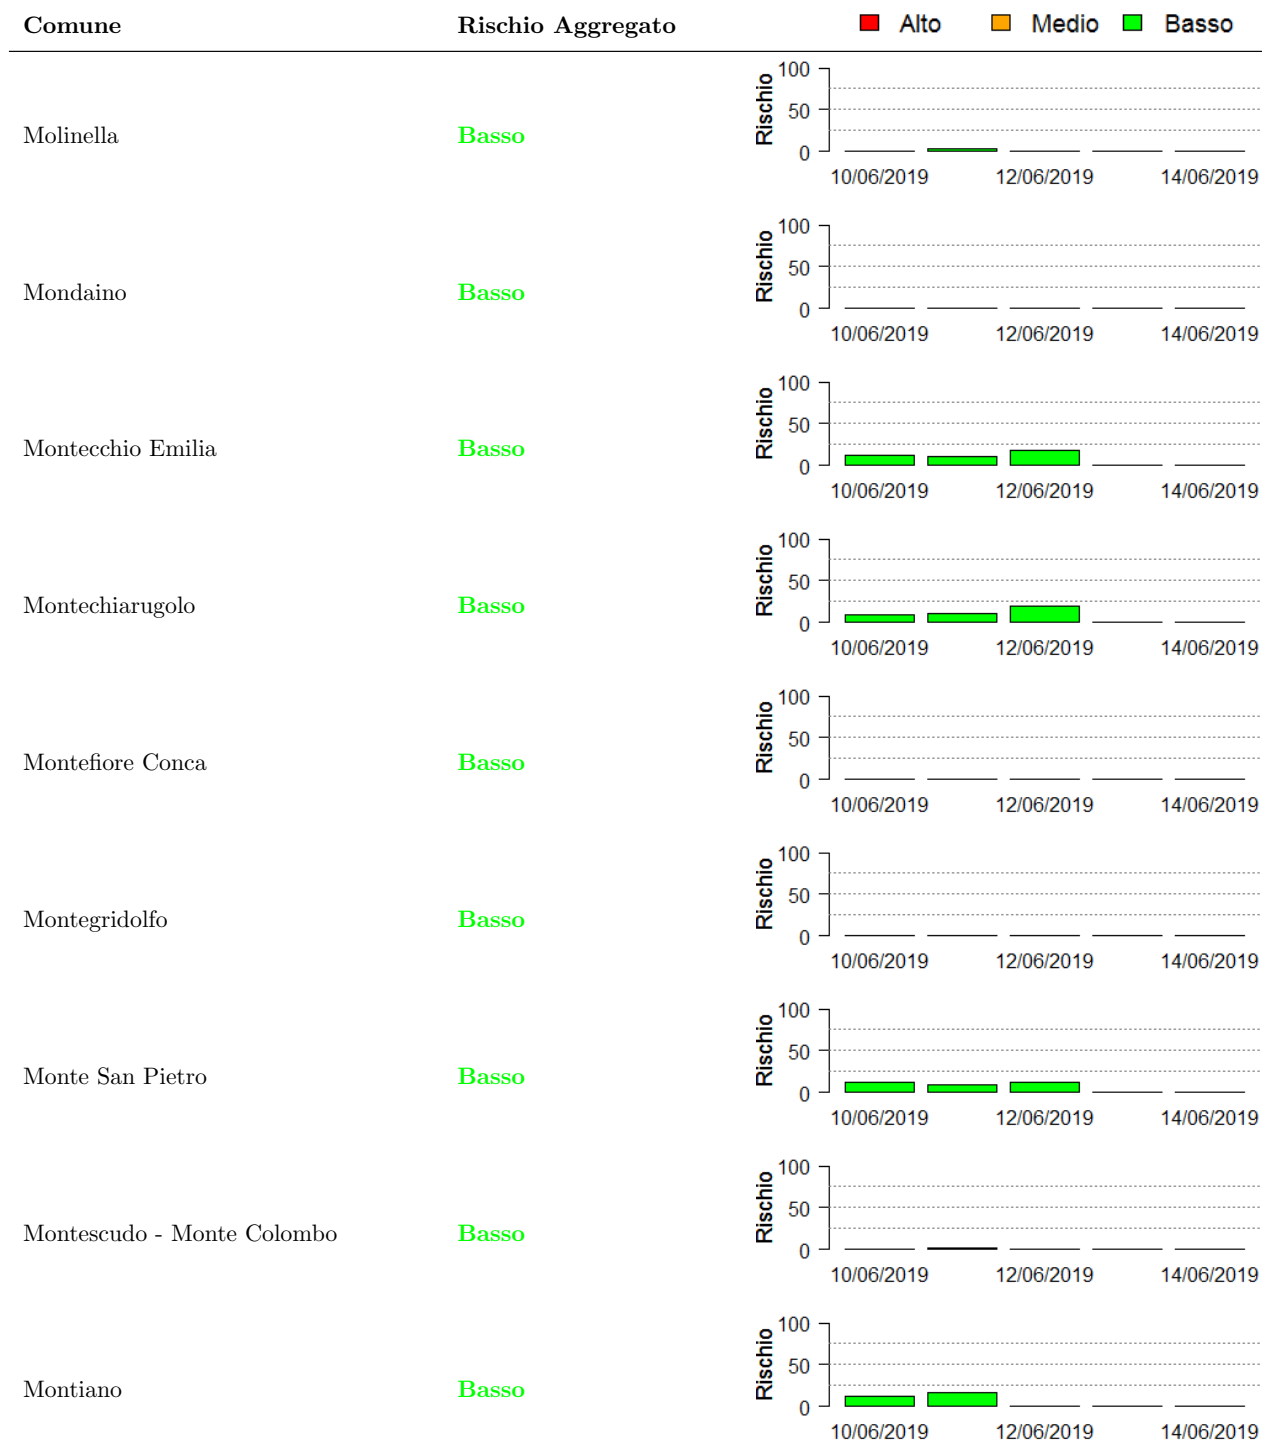 Comune Rischio Aggregato Alto Medio Basso
Molinella Basso Rischio 100 50 0
10/06/2019 12/06/2019 14/06/2019
Mondaino Basso Rischio 100 50 0
10/06/2019 12/06/2019 14/06/2019
Montecchio Emilia Basso Rischio 100 50 0
10/06/2019 12/06/2019 14/06/2019
Montechiarugolo Basso Rischio 100 50 0
10/06/2019 12/06/2019 14/06/2019
Montefiore Conca Basso Rischio 100 50 0
10/06/2019 12/06/2019 14/06/2019
Montegridolfo Basso Rischio 100 50 0
10/06/2019 12/06/2019 14/06/2019
Monte San Pietro Basso Rischio 100 50 0
10/06/2019 12/06/2019 14/06/2019
Montescudo - Monte Colombo Basso Rischio 100 50 0
10/06/2019 12/06/2019 14/06/2019
Montiano Basso Rischio 100 50 0
10/06/2019 12/06/2019 14/06/2019